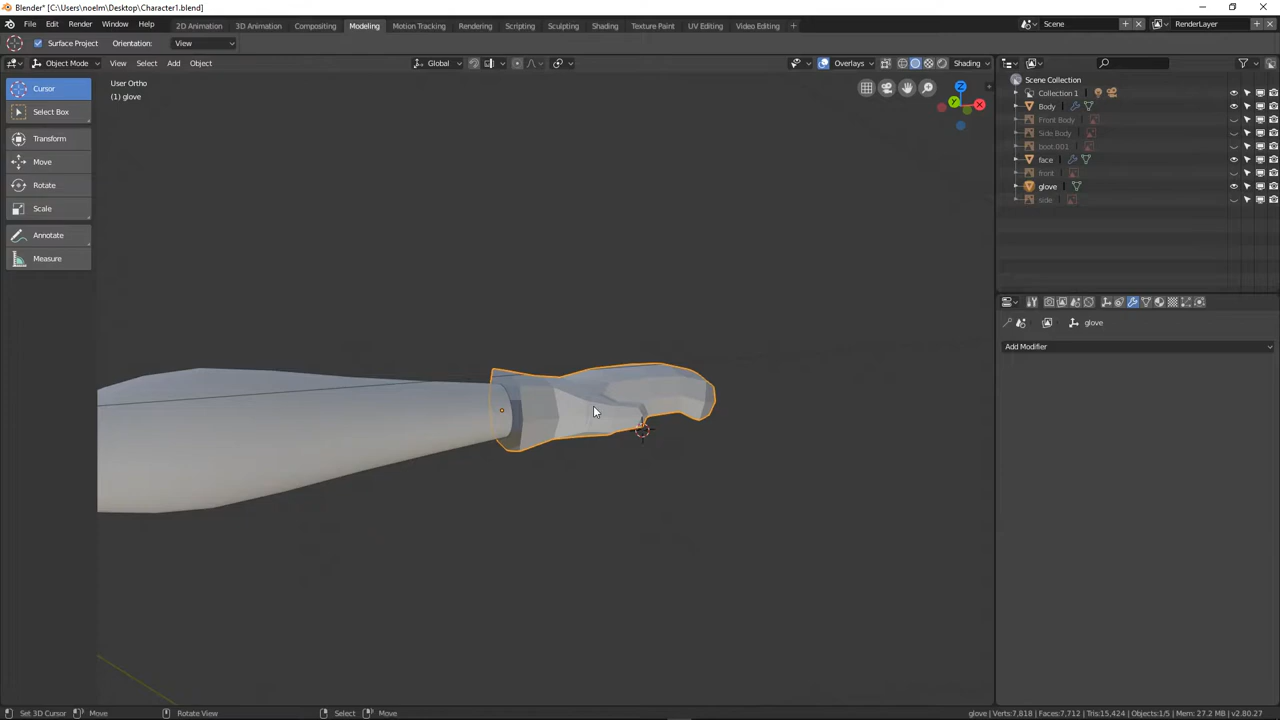 Blender* [C:\Users\noelm\Desktop\Character1.blend]
File Edit Render Window Help 2D Animation 3D Animation Compositing Modeling Motion Tracking Rendering Scripting Sculpting Shading Texture Paint UV Editing Video Editing + Scene RenderLayer
Surface Project Orientation: View
Object Mode View Select Add Object Global Overlays Shading
User Ortho
(1) glove
Cursor
Select Box
Transform
Move
Rotate
Scale
Annotate
Measure
Z
Y
X
Scene Collection
Collection 1
Body
Front Body
Side Body
boot.001
face
front
glove
side
glove
Add Modifier
Set 3D Cursor Move Rotate View Select Move glove | Verts:7,818 | Faces:7,712 | Tris:15,424 | Objects:1/5 | Mem: 27.2 MB | v2.80.27